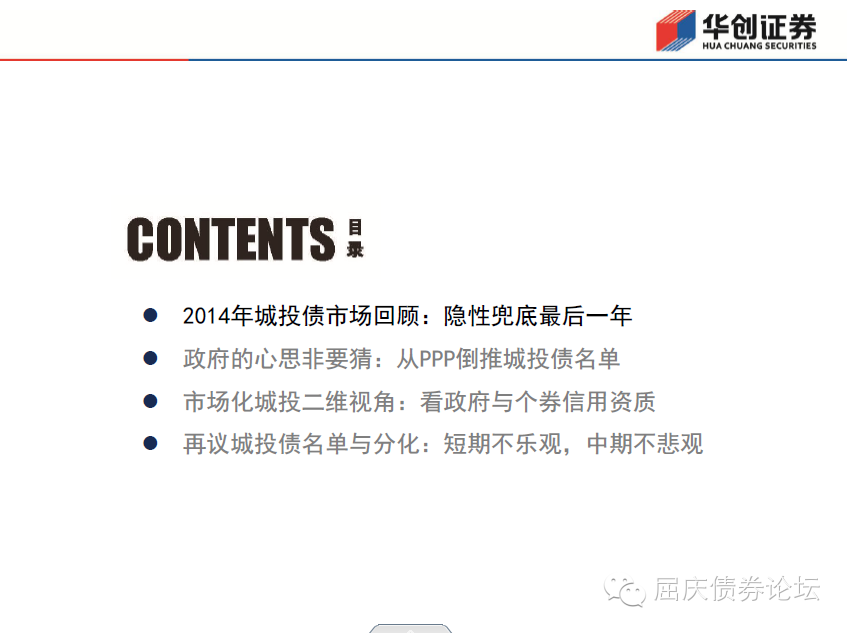 华创证券
HUA CHUANG SECURITIES
CONTENTS 目录
2014年城投债市场回顾：隐性兜底最后一年
政府的心思非要猜：从PPP倒推城投债名单
市场化城投二维视角：看政府与个券信用资质
再议城投债名单与分化：短期不乐观，中期不悲观
屈庆债券论坛